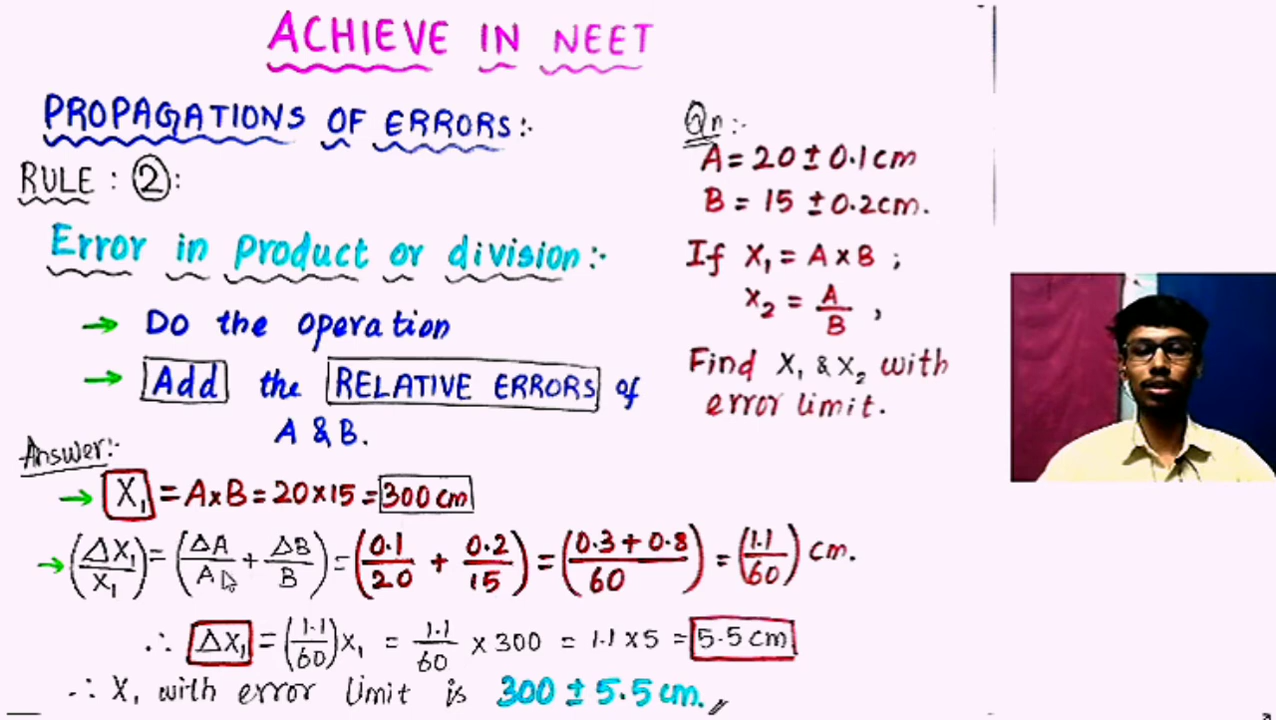 ACHIEVE IN NEET
PROPAGATIONS OF ERRORS:-
RULE : ②:
Error in product or division:-
→ Do the operation
→ Add the RELATIVE ERRORS of
A & B.
Qn:-
A = 20 ± 0.1 cm
B = 15 ± 0.2 cm.
If X₁ = A × B ;
X₂ = A/B ,
Find X₁ & X₂ with
error limit.
Answer:-
→ X₁ = A×B = 20×15 = 300 cm
→ (ΔX₁/X₁) = (ΔA/A + ΔB/B) = (0.1/20 + 0.2/15) = (0.3 + 0.8/60) = (1.1/60) cm.
∴ ΔX₁ = (1.1/60)X₁ = 1.1/60 × 300 = 1.1 × 5 = 5.5 cm
∴ X₁ with error limit is 300 ± 5.5 cm.